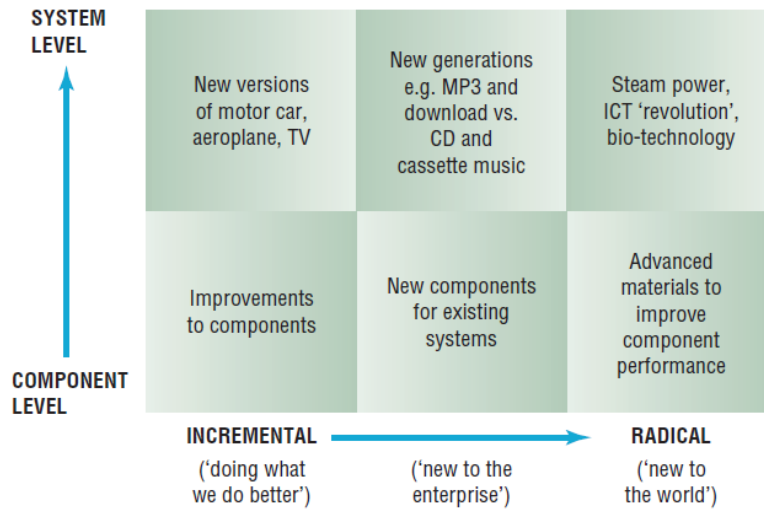 SYSTEM
LEVEL
New versions
of motor car,
aeroplane, TV
New generations
e.g. MP3 and
download vs.
CD and
cassette music
Steam power,
ICT ‘revolution’,
bio-technology
Improvements
to components
New components
for existing
systems
Advanced
materials to
improve
component
performance
COMPONENT
LEVEL
INCREMENTAL
RADICAL
(‘doing what
we do better’)
(‘new to the
enterprise’)
(‘new to
the world’)